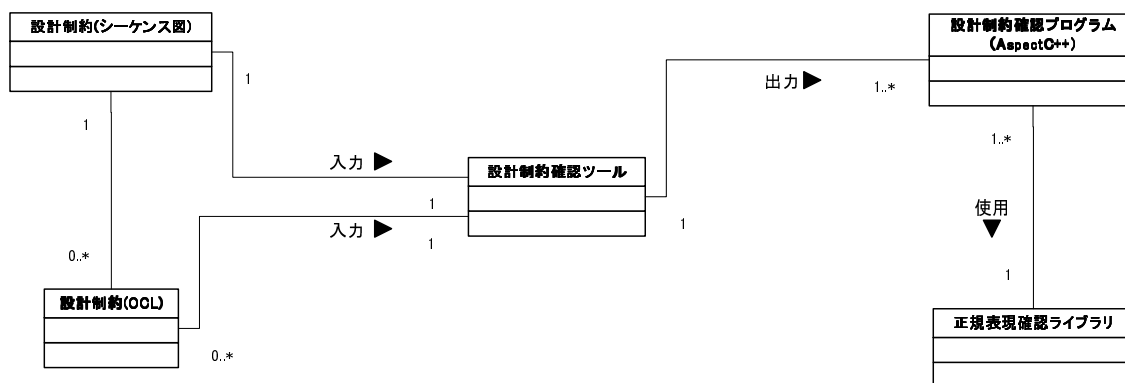 設計制約(シーケンス図)
設計制約確認プログラム
(AspectC++)
1
出力▶
1..*
1
1..*
入力▶
設計制約確認ツール
1
使用
▼
入力▶
1
1
0..*
1
設計制約(OCL)
正規表現確認ライブラリ
0..*